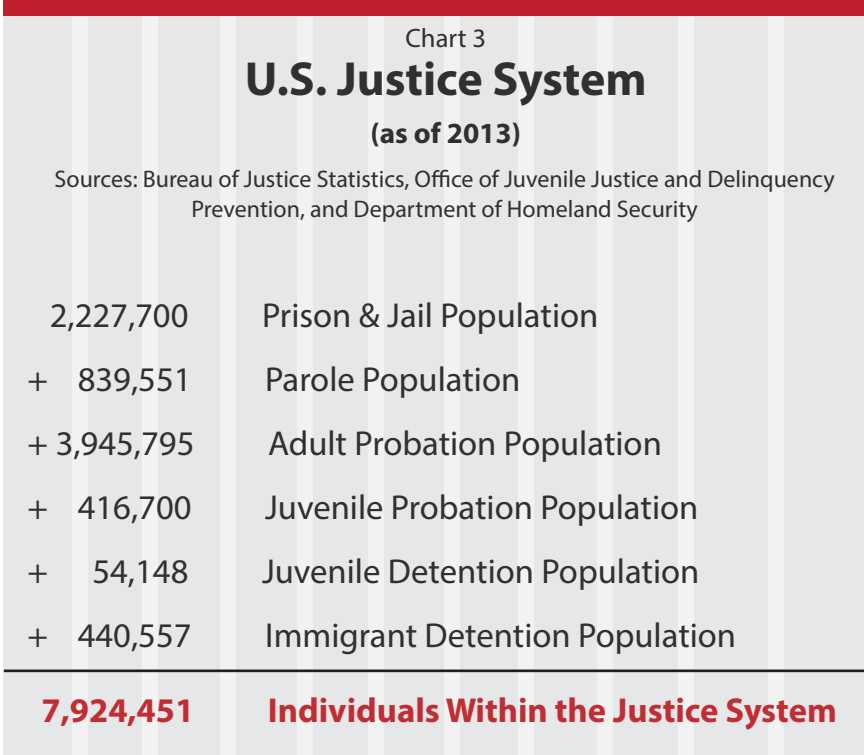 Chart 3
U.S. Justice System
(as of 2013)
Sources: Bureau of Justice Statistics, Office of Juvenile Justice and Delinquency
Prevention, and Department of Homeland Security
2,227,700 Prison & Jail Population
+ 839,551 Parole Population
+ 3,945,795 Adult Probation Population
+ 416,700 Juvenile Probation Population
+ 54,148 Juvenile Detention Population
+ 440,557 Immigrant Detention Population
7,924,451 Individuals Within the Justice System